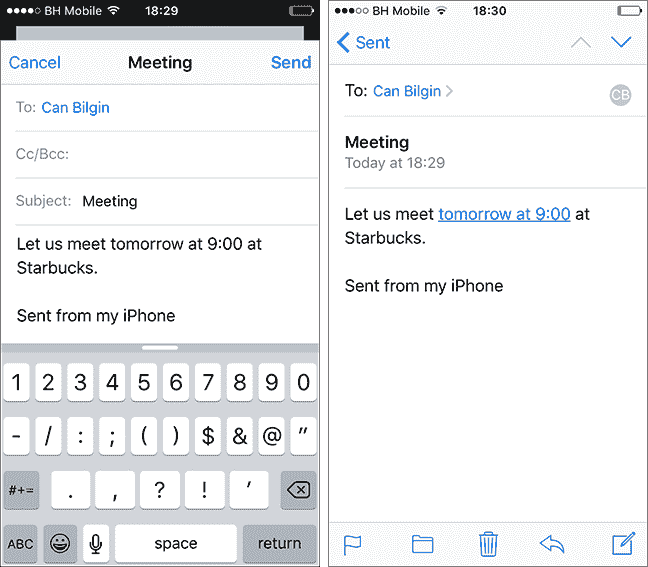 BH Mobile 18:29
Cancel Meeting Send
To: Can Bilgin
Cc/Bcc:
Subject: Meeting
Let us meet tomorrow at 9:00 at
Starbucks.
Sent from my iPhone
1 2 3 4 5 6 7 8 9 0
- / : ; ( ) $ & @ "
#+= . , ? ! ’
ABC space return
BH Mobile 18:30
Sent
To: Can Bilgin CB
Meeting
Today at 18:29
Let us meet tomorrow at 9:00 at
Starbucks.
Sent from my iPhone